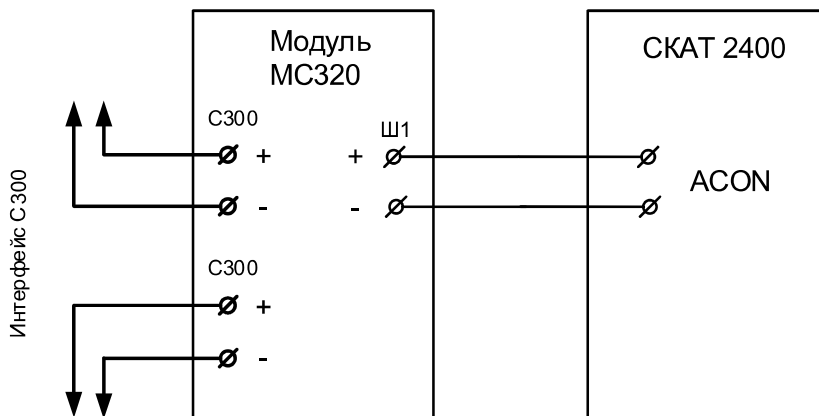 Модуль
МС320
СКАТ 2400
С300
Ш1
+
+
-
-
ACON
С300
+
-
Интерфейс С300